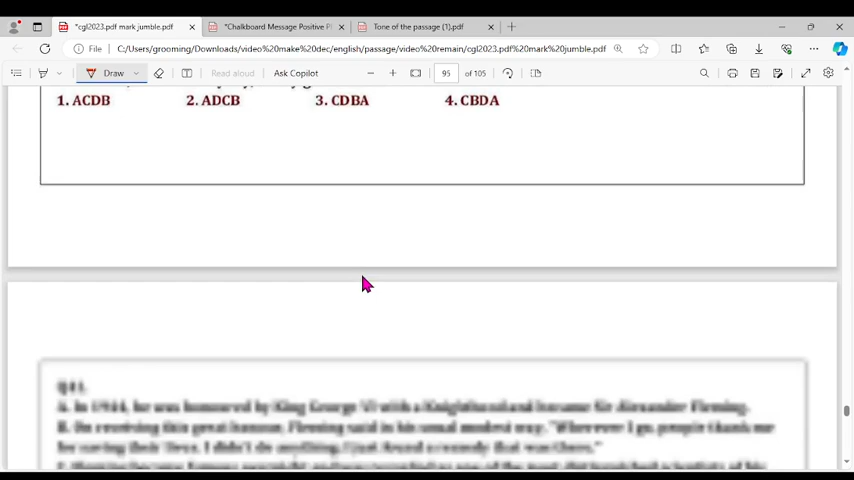 *cgl2023.pdf mark jumble.pdf
*Chalkboard Message Positive P
Tone of the passage (1).pdf
File
C:/Users/grooming/Downloads/video%20make%20dec/english/passage/video%20remain/cgl2023.pdf%20mark%20jumble.pdf
Draw
Read aloud
Ask Copilot
95 of 105
1. ACDB 2. ADCB 3. CDBA 4. CBDA
A. In 1944, he was honoured by King George VI with a Knighthood and became Sir Alexander Fleming.
B. On receiving this great honour, Fleming said in his usual modest way, "Wherever I go, people thank me
for saving their lives. I didn't do anything, I just found a remedy that was there."